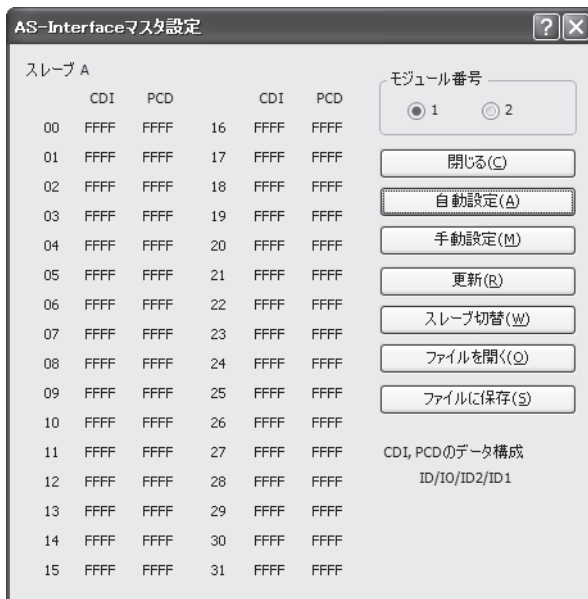 AS-Interfaceマスタ設定
スレーブ A
CDI PCD CDI PCD
00 FFFF FFFF 16 FFFF FFFF
01 FFFF FFFF 17 FFFF FFFF
02 FFFF FFFF 18 FFFF FFFF
03 FFFF FFFF 19 FFFF FFFF
04 FFFF FFFF 20 FFFF FFFF
05 FFFF FFFF 21 FFFF FFFF
06 FFFF FFFF 22 FFFF FFFF
07 FFFF FFFF 23 FFFF FFFF
08 FFFF FFFF 24 FFFF FFFF
09 FFFF FFFF 25 FFFF FFFF
10 FFFF FFFF 26 FFFF FFFF
11 FFFF FFFF 27 FFFF FFFF
12 FFFF FFFF 28 FFFF FFFF
13 FFFF FFFF 29 FFFF FFFF
14 FFFF FFFF 30 FFFF FFFF
15 FFFF FFFF 31 FFFF FFFF
モジュール番号
1 2
閉じる(C)
自動設定(A)
手動設定(M)
更新(R)
スレーブ切替(W)
ファイルを開く(O)
ファイルに保存(S)
CDI, PCDのデータ構成
ID/IO/ID2/ID1